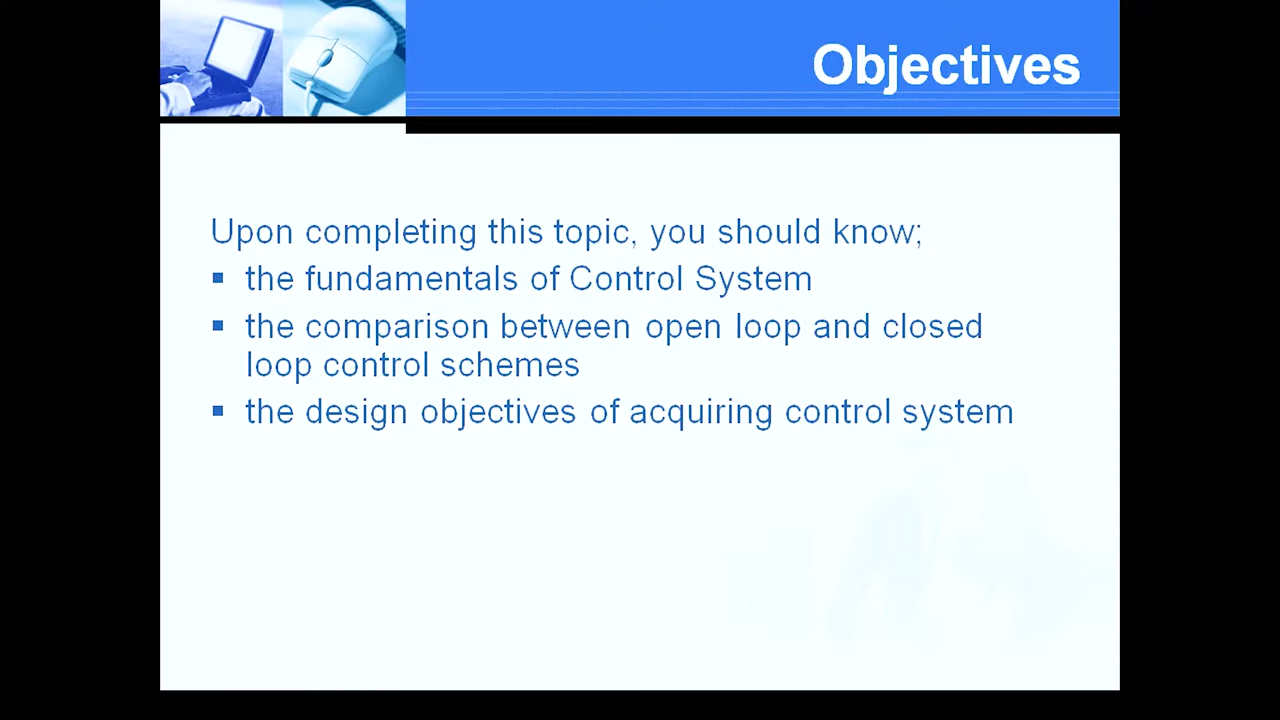 Objectives
Upon completing this topic, you should know;
▪ the fundamentals of Control System
▪ the comparison between open loop and closed
loop control schemes
▪ the design objectives of acquiring control system